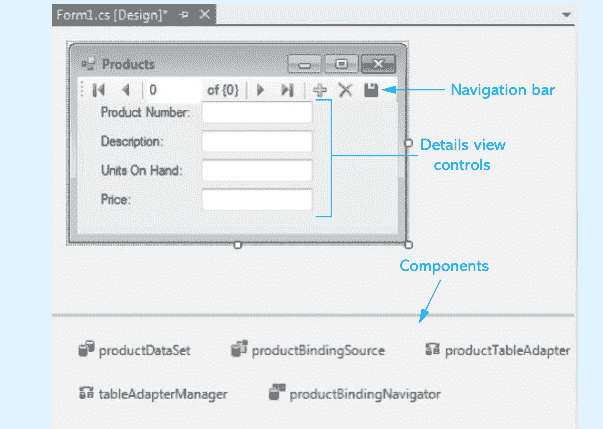 Form1.cs [Design]*
Products
0 of {0}
Navigation bar
Product Number:
Description:
Details view
controls
Units On Hand:
Price:
Components
productDataSet productBindingSource productTableAdapter
tableAdapterManager productBindingNavigator